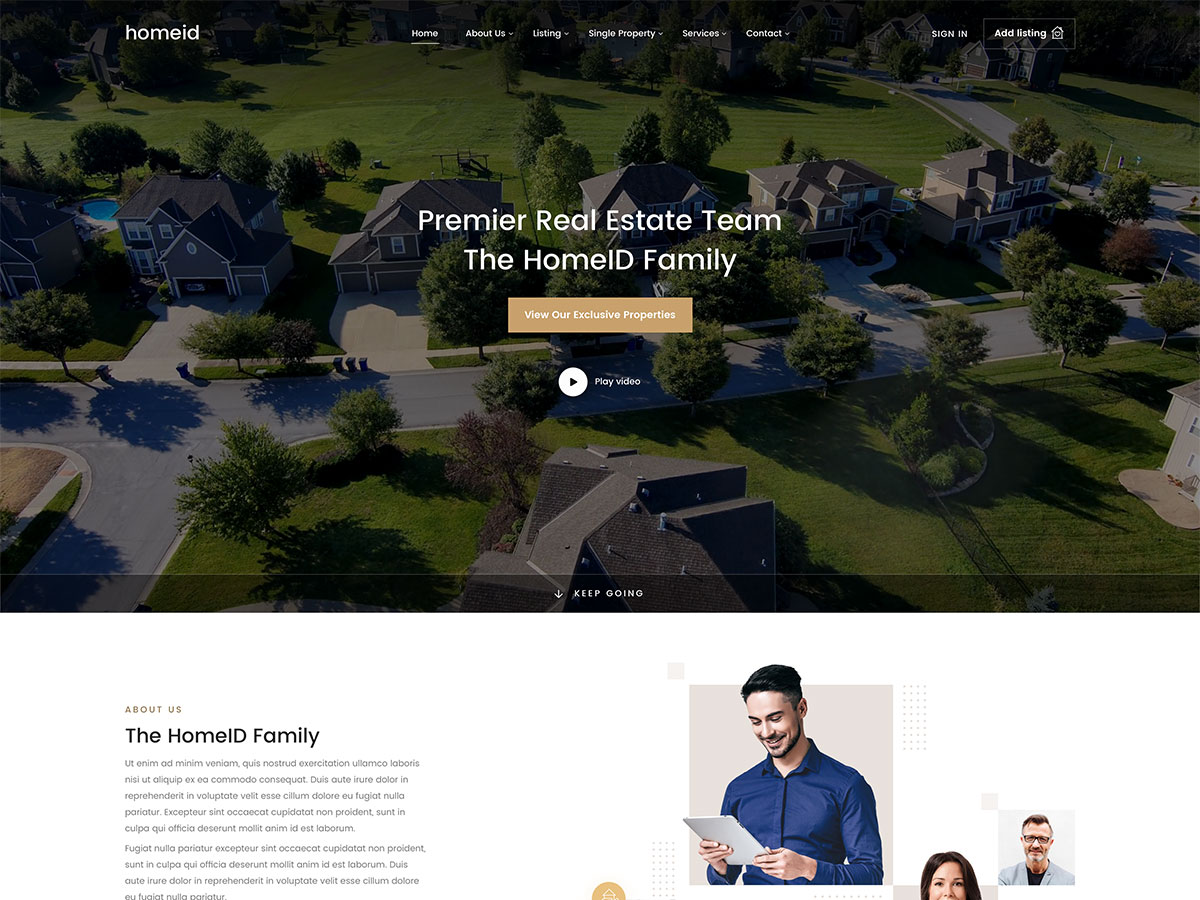 homeid
Home
About Us
Listing
Single Property
Services
Contact
SIGN IN
Add listing
Premier Real Estate Team
The HomeID Family
View Our Exclusive Properties
Play video
KEEP GOING
ABOUT US
The HomeID Family
Ut enim ad minim veniam, quis nostrud exercitation ullamco laboris
nisi ut aliquip ex ea commodo consequat. Duis aute irure dolor in
reprehenderit in voluptate velit esse cillum dolore eu fugiat nulla
pariatur. Excepteur sint occaecat cupidatat non proident, sunt in
culpa qui officia deserunt mollit anim id est laborum.
Fugiat nulla pariatur excepteur sint occaecat cupidatat non proident,
sunt in culpa qui officia deserunt mollit anim id est laborum. Duis
aute irure dolor in reprehenderit in voluptate velit esse cillum dolore
eu fugiat nulla pariatur.